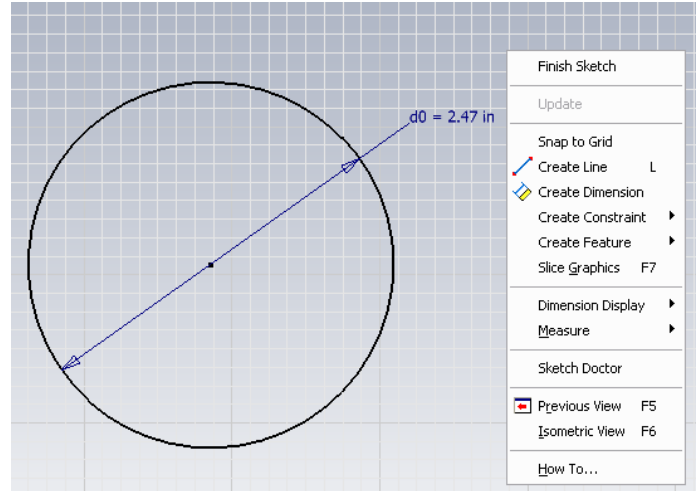 d0 = 2.47 in
Finish Sketch
Update
Snap to Grid
Create Line L
Create Dimension
Create Constraint
Create Feature
Slice Graphics F7
Dimension Display
Measure
Sketch Doctor
Previous View F5
Isometric View F6
How To...